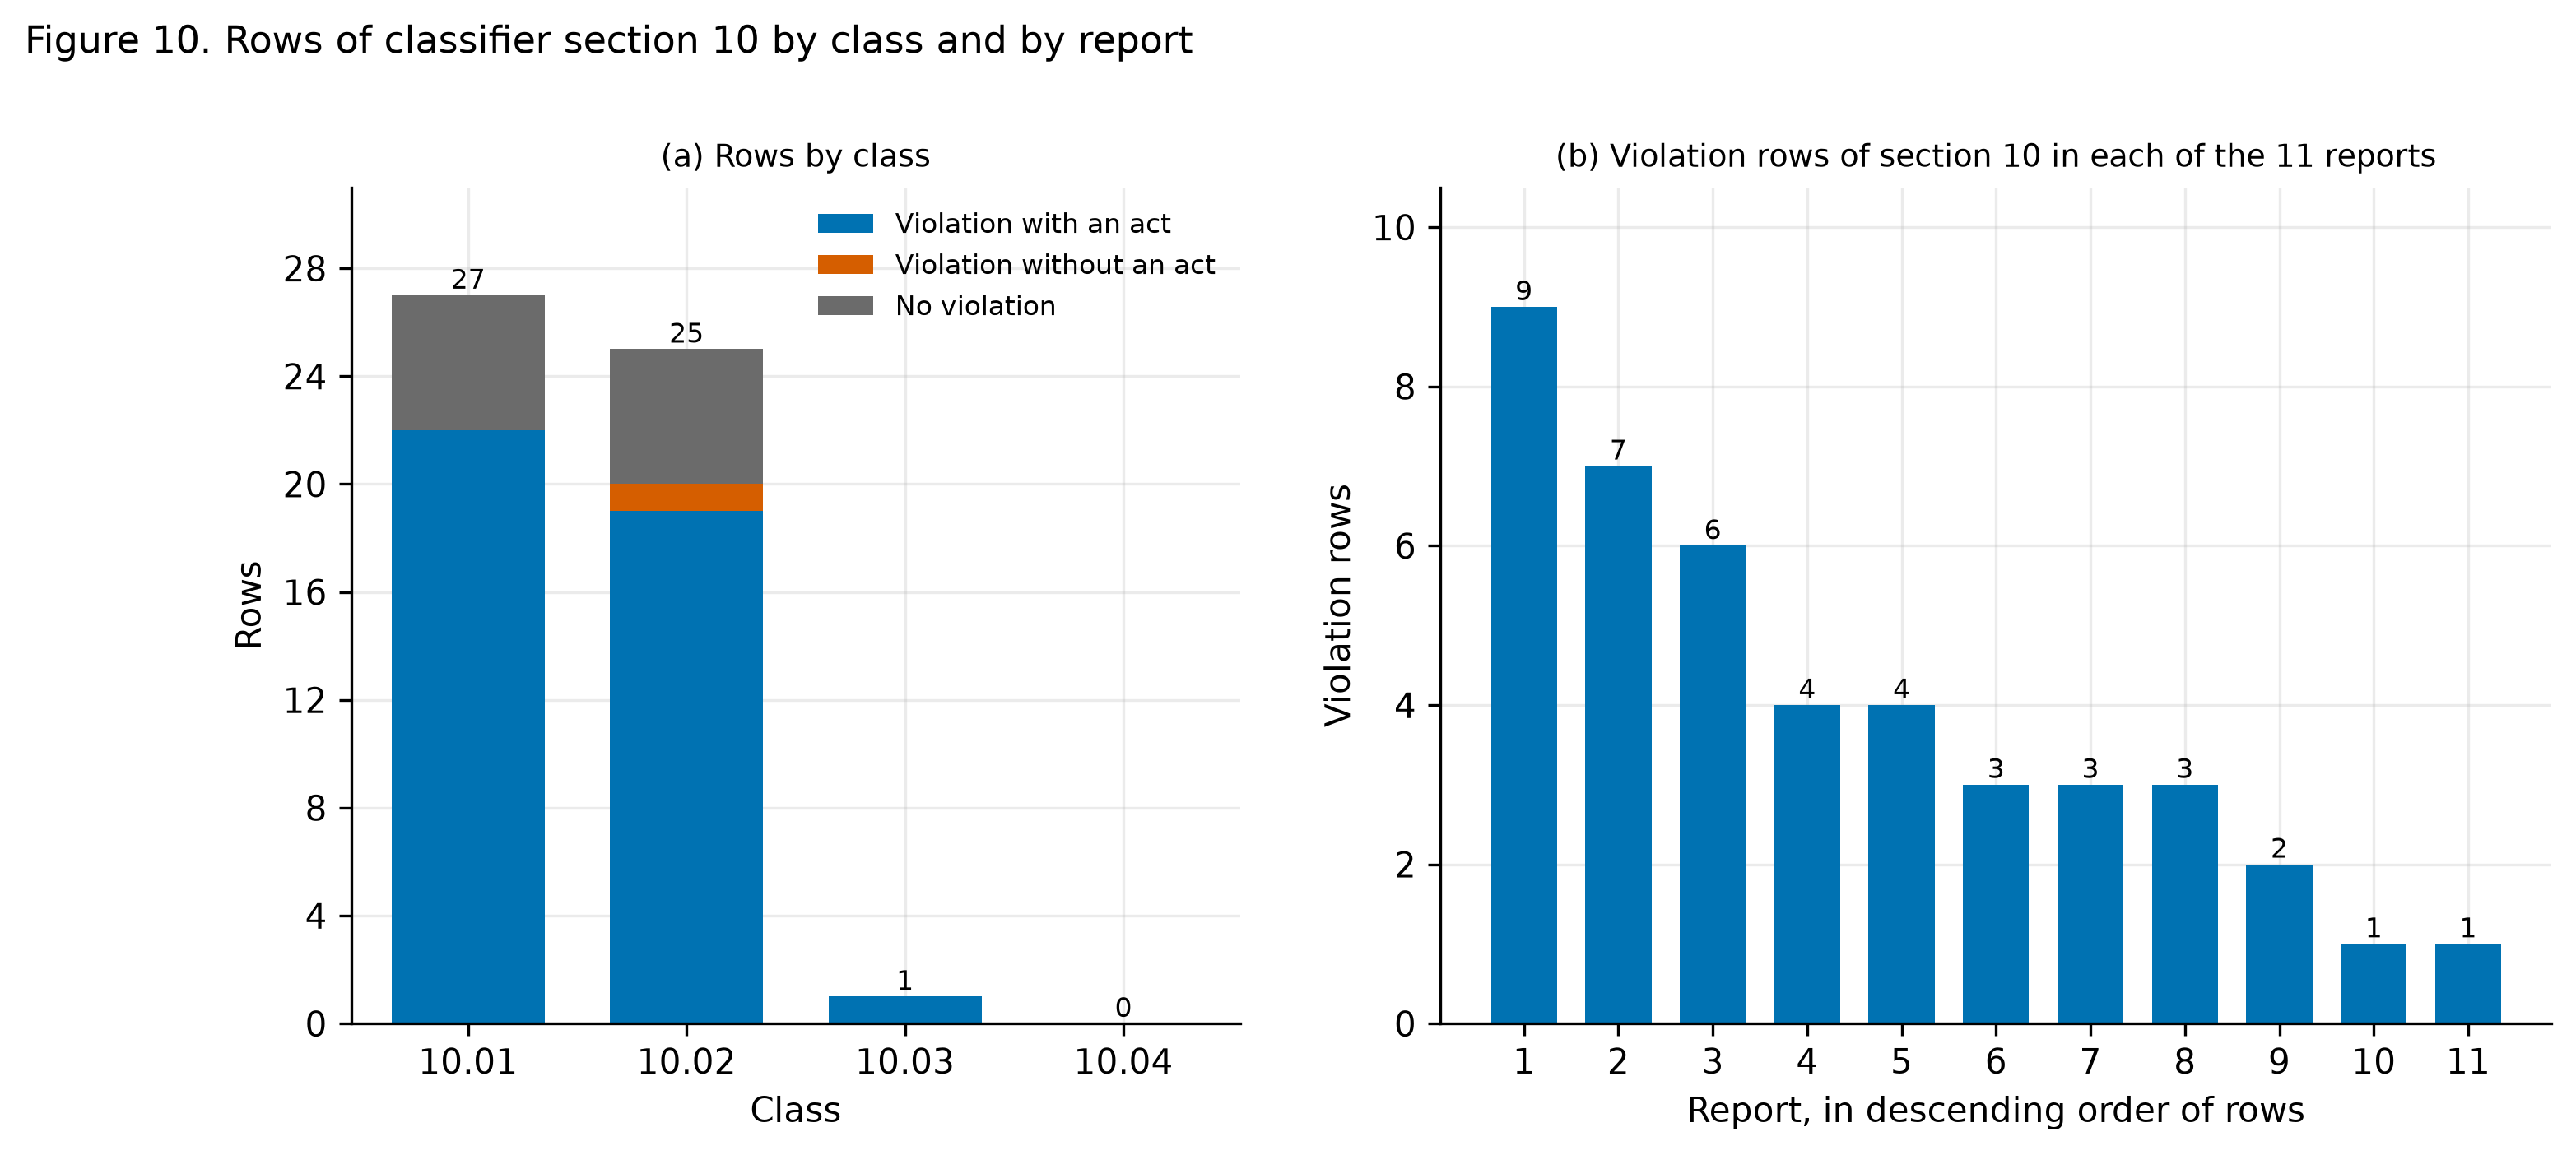 Figure 10. Rows of classifier section 10 by class and by report
(a) Rows by class
Violation with an act
Violation without an act
No violation
27
25
1
0
28
24
20
16
12
8
4
0
Rows
10.01 10.02 10.03 10.04
Class
(b) Violation rows of section 10 in each of the 11 reports
10
8
6
4
2
0
Violation rows
9
7
6
4
4
3
3
3
2
1
1
1 2 3 4 5 6 7 8 9 10 11
Report, in descending order of rows